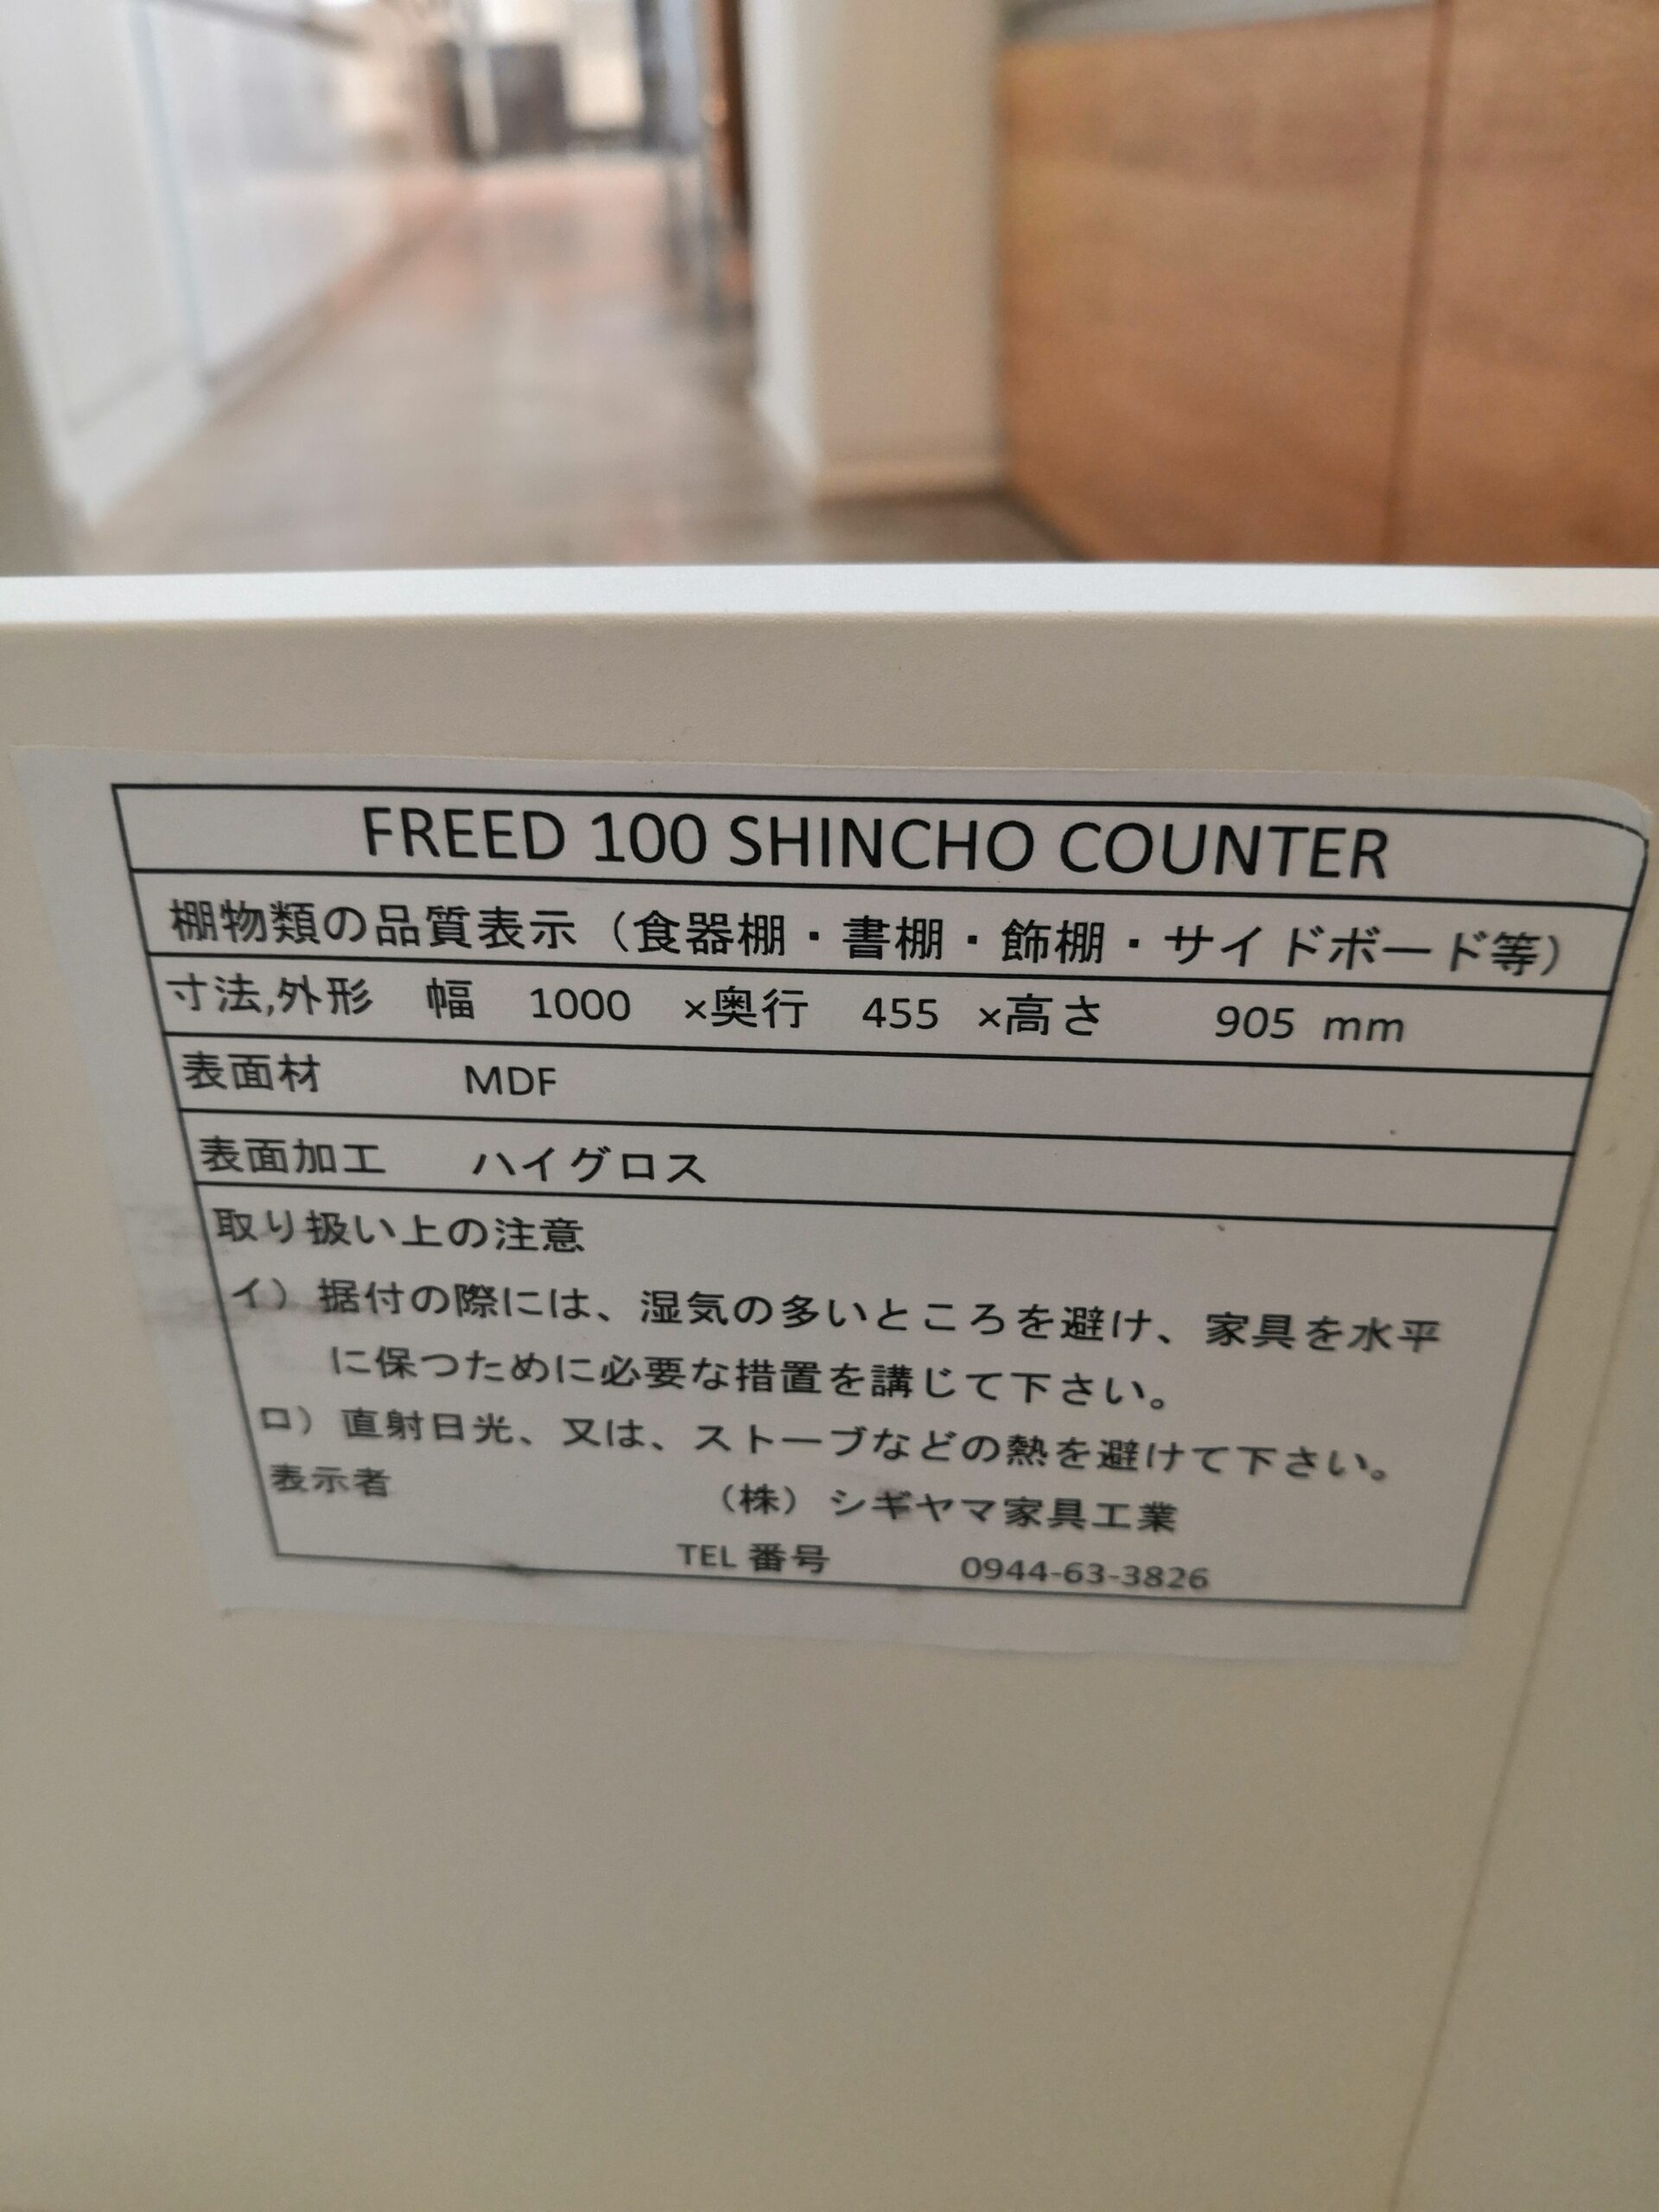 FREED 100 SHINCHO COUNTER
棚物類の品質表示（食器棚・書棚・飾棚・サイドボード等）
寸法,外形 幅 1000 ×奥行 455 ×高さ 905 mm
表面材 MDF
表面加工 ハイグロス
取り扱い上の注意
イ）据付の際には、湿気の多いところを避け、家具を水平
に保つために必要な措置を講じて下さい。
ロ）直射日光、又は、ストーブなどの熱を避けて下さい。
表示者 （株）シギヤマ家具工業
TEL 番号 0944-63-3826